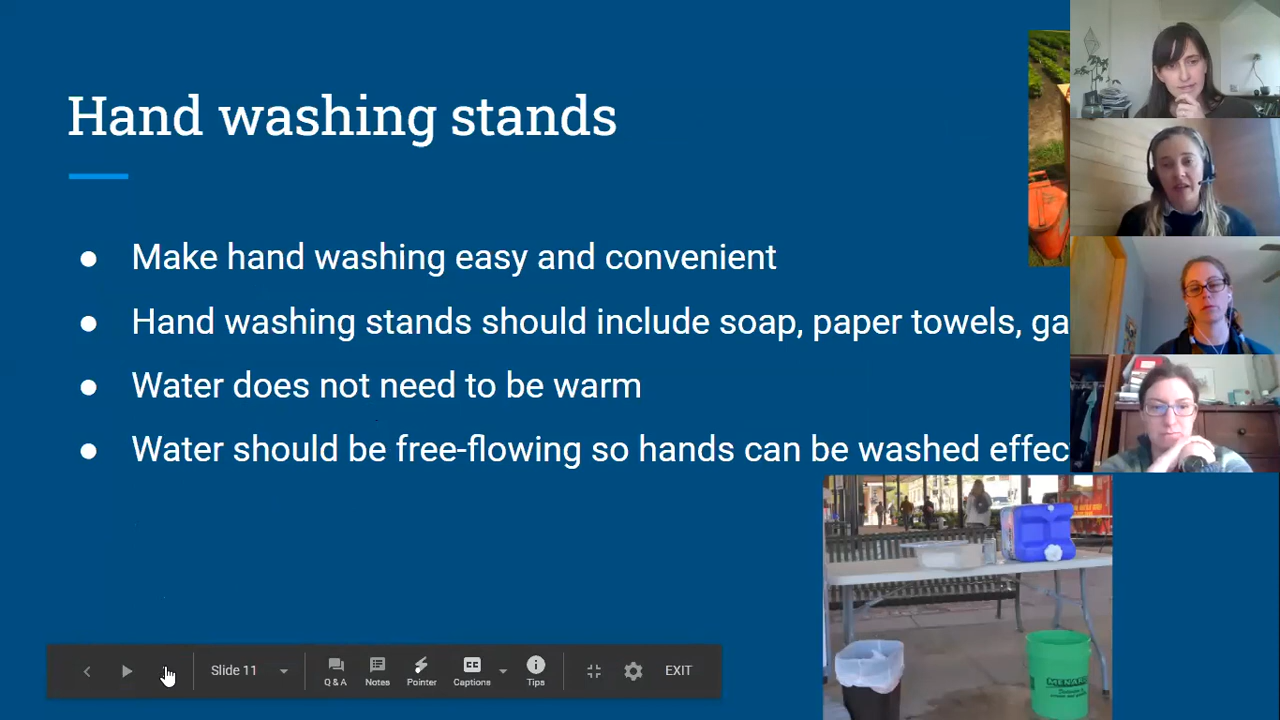 Hand washing stands
Make hand washing easy and convenient
Hand washing stands should include soap, paper towels, ga
Water does not need to be warm
Water should be free-flowing so hands can be washed effec
MENARDS
Slide 11
Q & A
Notes
Pointer
Captions
Tips
EXIT